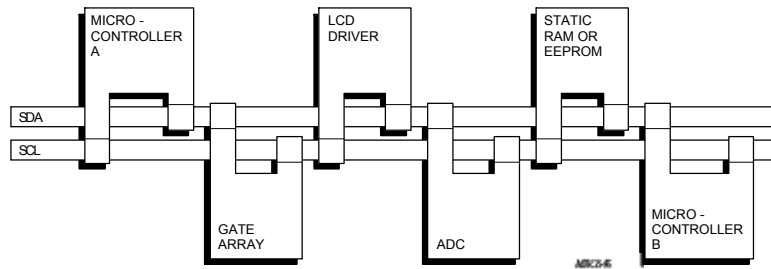 MICRO -
CONTROLLER
A
LCD
DRIVER
STATIC
RAM OR
EEPROM
SDA
SCL
GATE
ARRAY
ADC
MICRO -
CONTROLLER
B